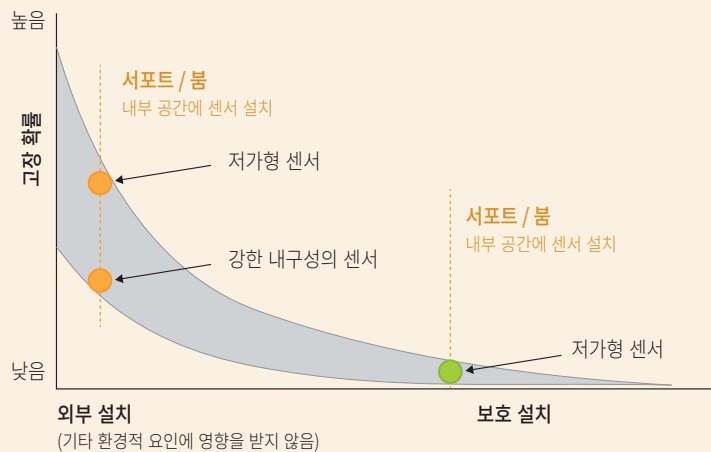 높음
서포트 / 붐
내부 공간에 센서 설치
고장 확률
저가형 센서
서포트 / 붐
내부 공간에 센서 설치
강한 내구성의 센서
저가형 센서
낮음
외부 설치
보호 설치
(기타 환경적 요인에 영향을 받지 않음)